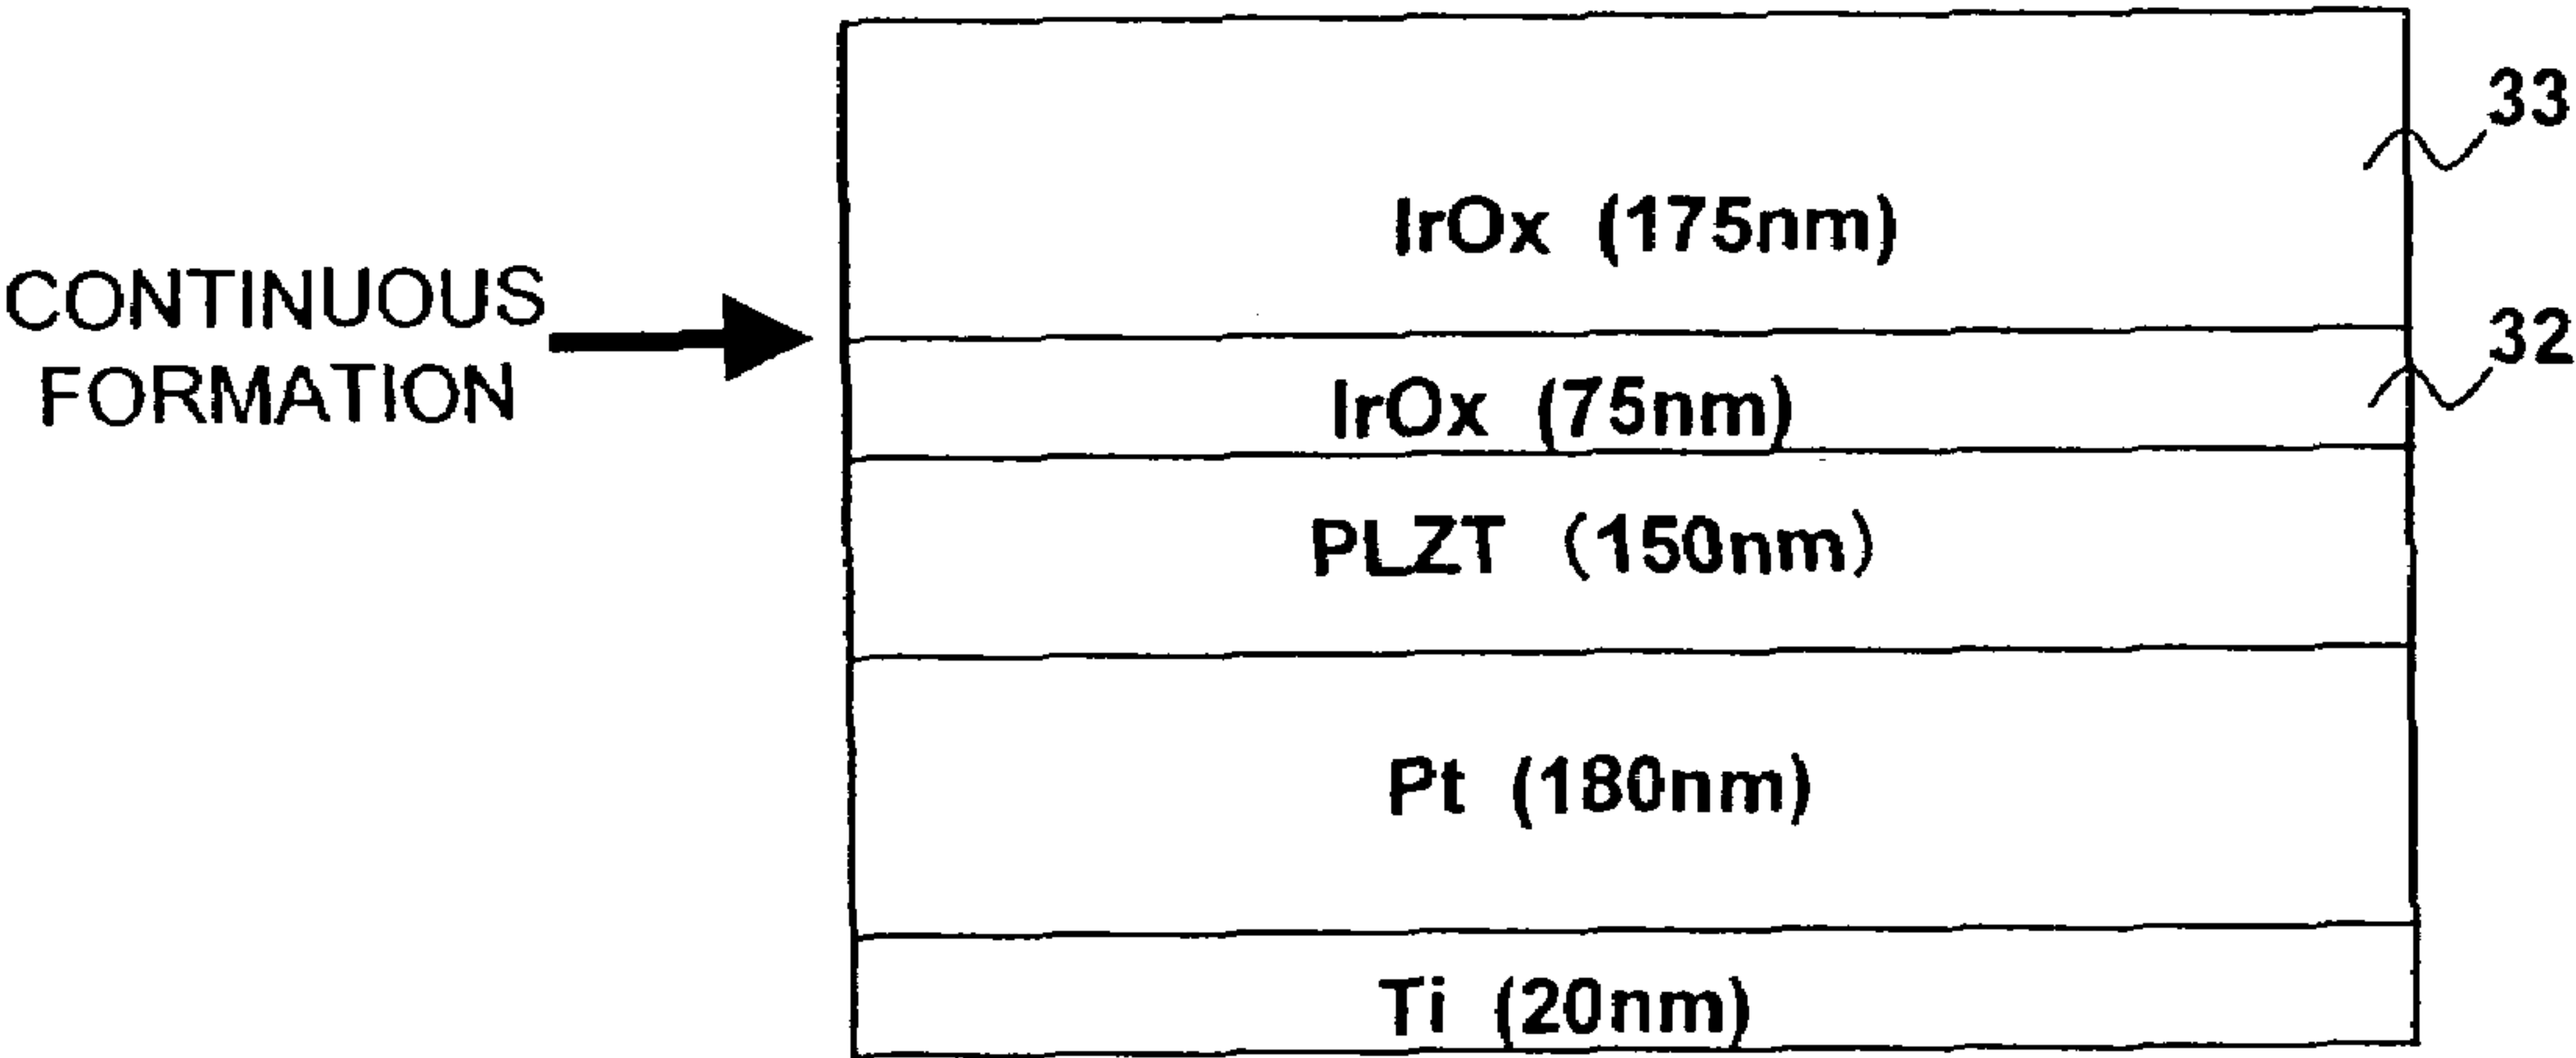 33
IrOx (175nm)
CONTINUOUS
FORMATION
32
IrOx (75nm)
PLZT (150nm)
Pt (180nm)
Ti (20nm)